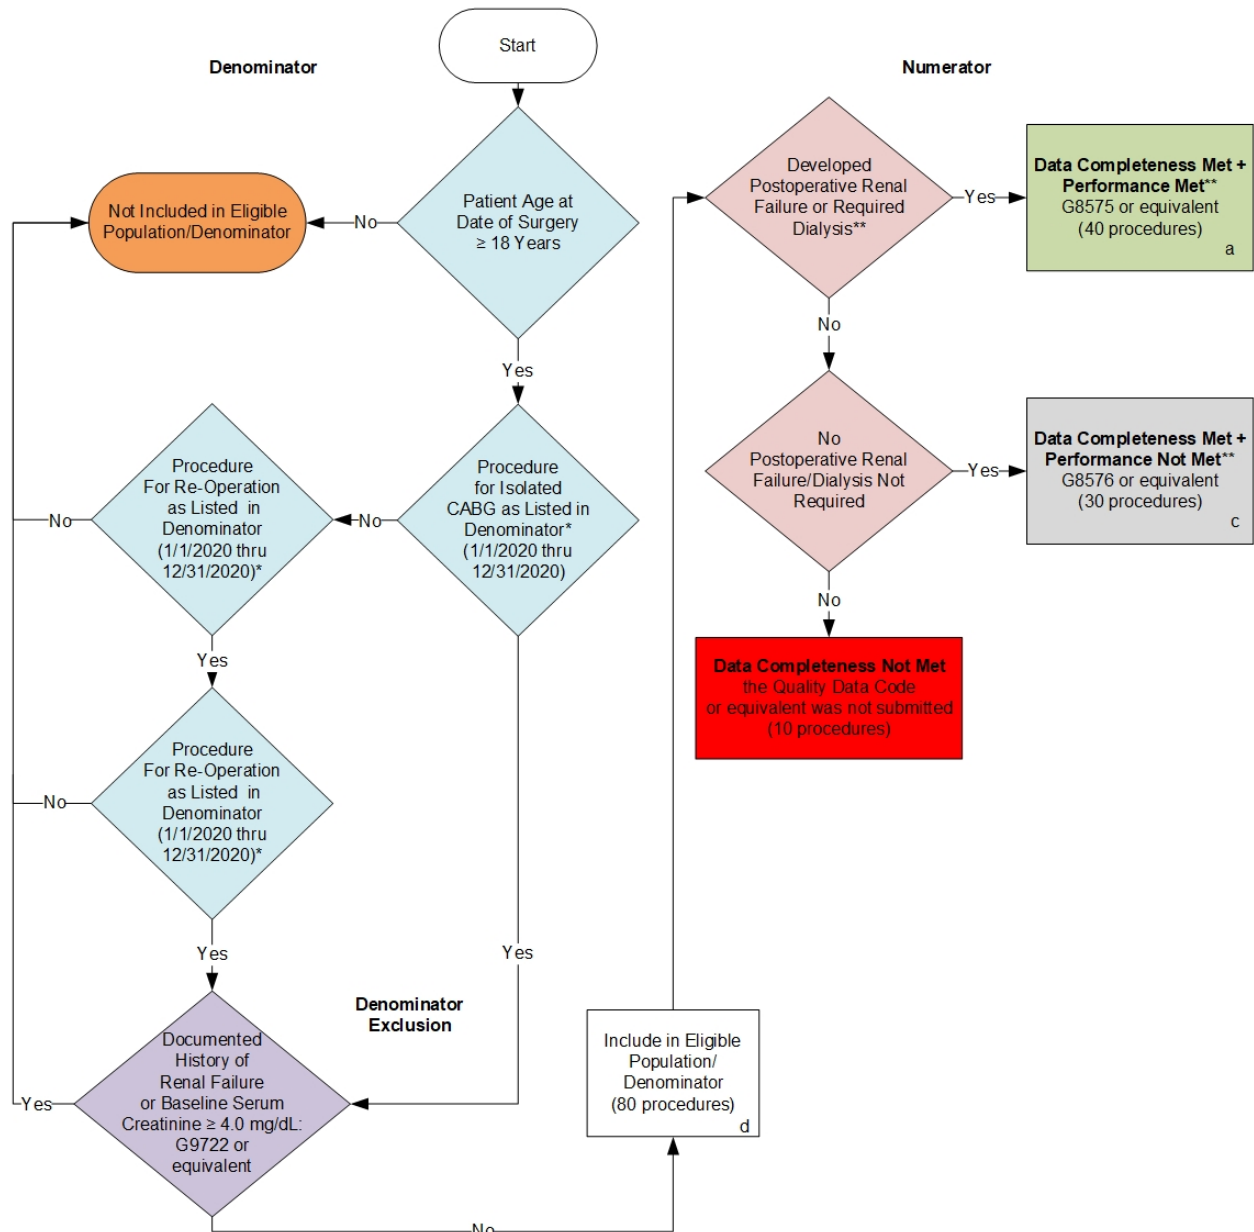 Start
Denominator
Patient Age at
Date of Surgery
≥ 18 Years
No
Not Included in Eligible
Population/Denominator
Yes
Procedure
for Isolated
CABG as Listed in
Denominator*
(1/1/2020 thru
12/31/2020)
No
Procedure
For Re-Operation
as Listed in
Denominator
(1/1/2020 thru
12/31/2020)*
No
Yes
Procedure
For Re-Operation
as Listed in
Denominator
(1/1/2020 thru
12/31/2020)*
No
Yes
Yes
Denominator
Exclusion
Documented
History of
Renal Failure
or Baseline Serum
Creatinine ≥ 4.0 mg/dL:
G9722 or
equivalent
Yes
No
Include in Eligible
Population/
Denominator
(80 procedures)
d
Numerator
Developed
Postoperative Renal
Failure or Required
Dialysis**
Yes
Data Completeness Met +
Performance Met**
G8575 or equivalent
(40 procedures)
a
No
No
Postoperative Renal
Failure/Dialysis Not
Required
Yes
Data Completeness Met +
Performance Not Met**
G8576 or equivalent
(30 procedures)
c
No
Data Completeness Not Met
the Quality Data Code
or equivalent was not submitted
(10 procedures)